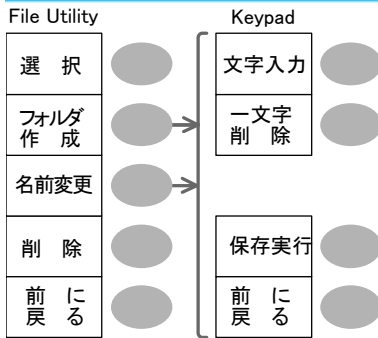 File Utility
選 択
フォルダ
作 成
名前変更
削 除
前 に
戻 る
Keypad
文字入力
一文字
削 除
保存実行
前 に
戻 る